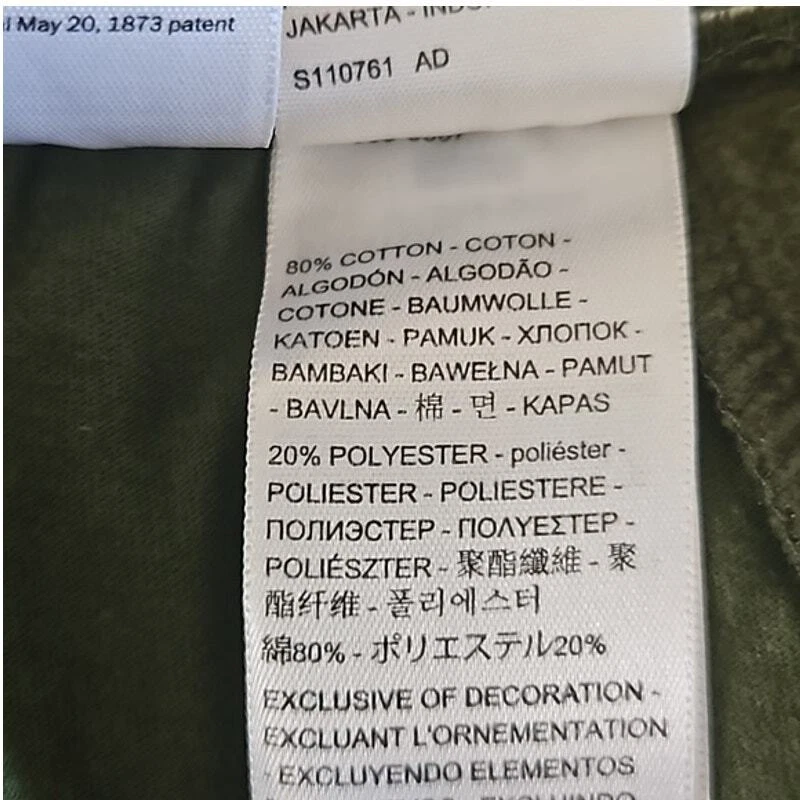 May 20, 1873 patent
JAKARTA -
S110761 AD
80% COTTON - COTON -
ALGODÓN - ALGODÃO -
COTONE - BAUMWOLLE -
KATOEN - PAMUK - ХЛОПОК -
BAMBAKI - BAWEŁNA - PAMUT
- BAVLNA - 棉 - 면 - KAPAS
20% POLYESTER - poliéster -
POLIESTER - POLIESTERE -
ПОЛИЭСТЕР - ΠΟΛΥΕΣΤΕΡ -
POLIÉSZTER - 聚酯纖維 - 聚
酯纤维 - 폴리에스터
綿80% - ポリエステル20%
EXCLUSIVE OF DECORATION -
EXCLUANT L'ORNEMENTATION
- EXCLUYENDO ELEMENTOS